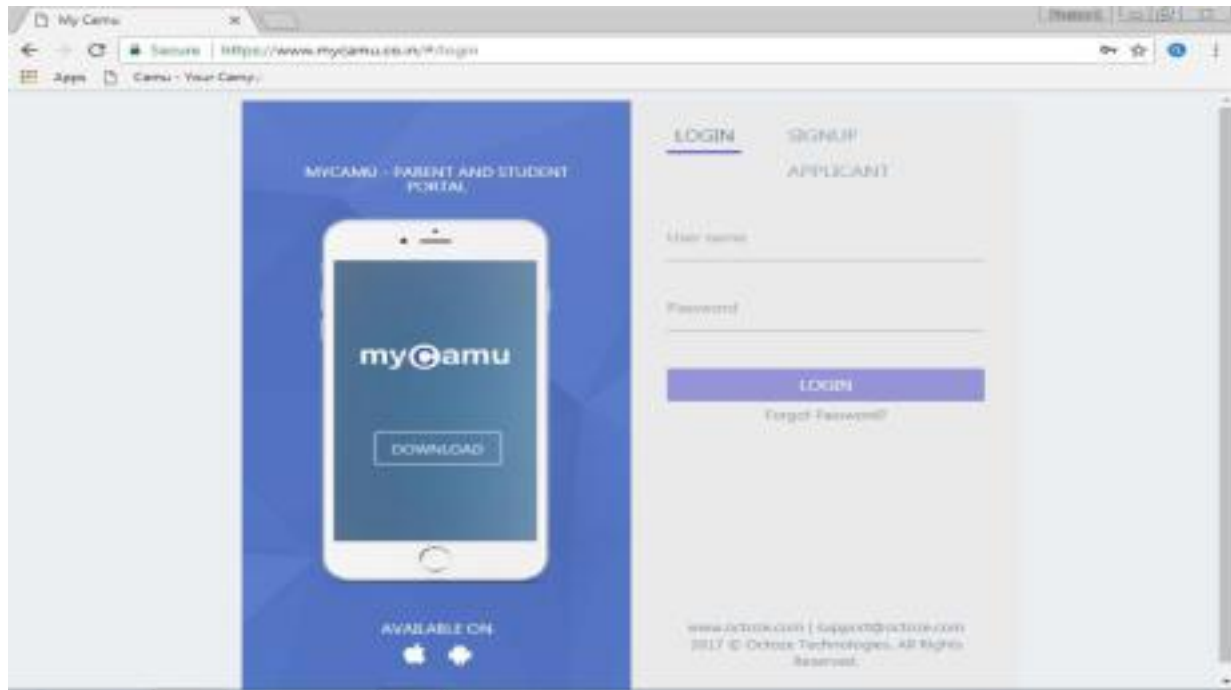 My Camu
Secure https://www.mycamu.co.in/#/login
Apps Camu - Your Camp
LOGIN SIGNUP
APPLICANT
MYCAMU - PARENT AND STUDENT
PORTAL
User name
Password
myCamu
LOGIN
Forgot Password?
DOWNLOAD
AVAILABLE ON
www.octoze.com | support@octoze.com
2017 © Octoze Technologies, All Rights
Reserved.